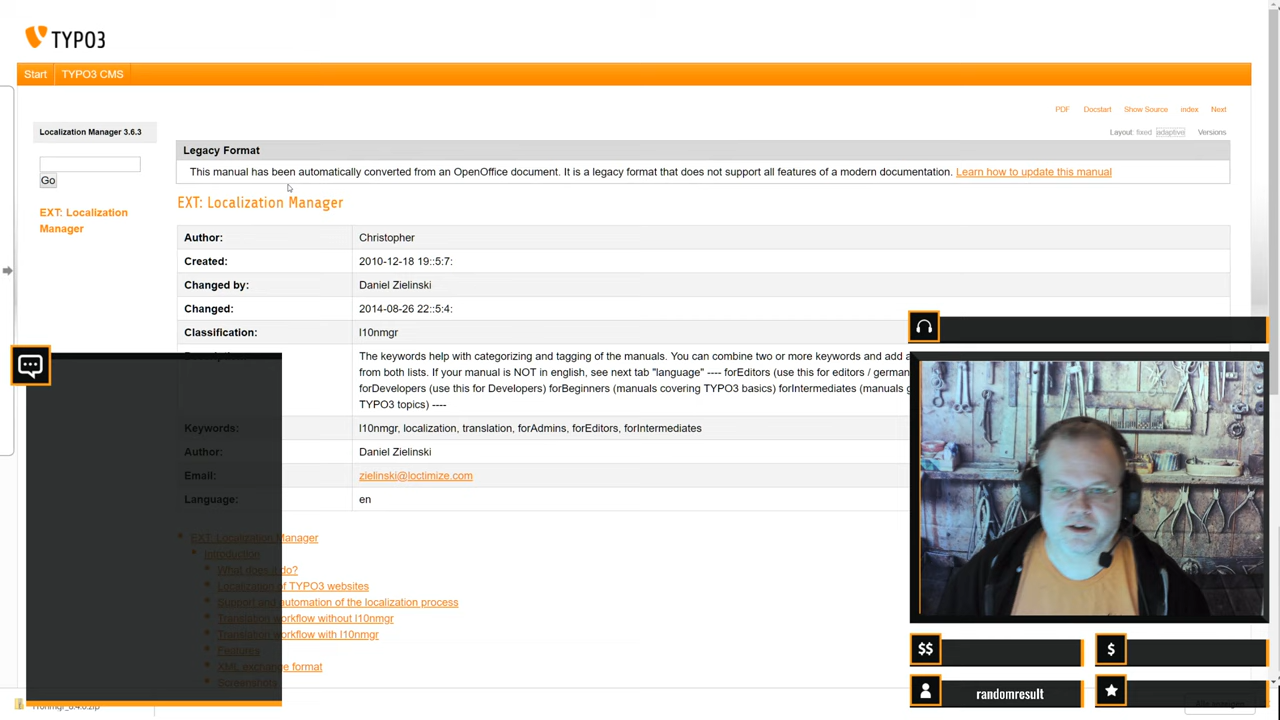 TYPO3
Start TYPO3 CMS
PDF Docstart Show Source index Next
Layout: fixed adaptive Versions
Localization Manager 3.6.3
Go
EXT: Localization
Manager
Legacy Format
This manual has been automatically converted from an OpenOffice document. It is a legacy format that does not support all features of a modern documentation. Learn how to update this manual
EXT: Localization Manager
Author: Christopher
Created: 2010-12-18 19::5:7:
Changed by: Daniel Zielinski
Changed: 2014-08-26 22::5:4:
Classification: l10nmgr
The keywords help with categorizing and tagging of the manuals. You can combine two or more keywords and add a
from both lists. If your manual is NOT in english, see next tab "language" ---- forEditors (use this for editors / german
forDevelopers (use this for Developers) forBeginners (manuals covering TYPO3 basics) forIntermediates (manuals g
TYPO3 topics) ----
Keywords: l10nmgr, localization, translation, forAdmins, forEditors, forIntermediates
Author: Daniel Zielinski
Email: zielinski@loctimize.com
Language: en
EXT: Localization Manager
Introduction
What does it do?
Localization of TYPO3 websites
Support and automation of the localization process
Translation workflow without l10nmgr
Translation workflow with l10nmgr
Features
XML exchange format
Screenshots
$$ $
randomresult